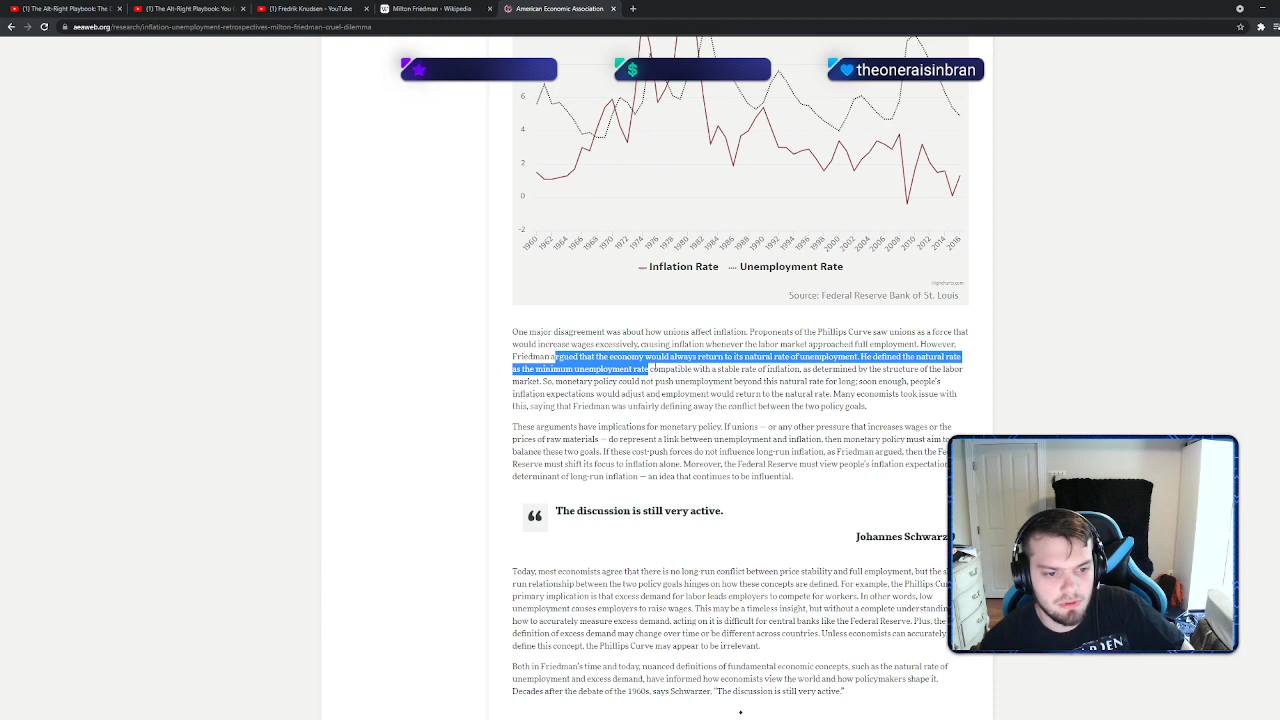 (1) The Alt-Right Playbook: The C
(1) The Alt-Right Playbook: You
(1) Fredrik Knudsen - YouTube
Milton Friedman - Wikipedia
American Economic Association
aeaweb.org/research/inflation-unemployment-retrospectives-milton-friedman-cruel-dilemma
theoneraisinbran
6
4
2
0
-2
1960 1962 1964 1966 1968 1970 1972 1974 1976 1978 1980 1982 1984 1986 1988 1990 1992 1994 1996 1998 2000 2002 2004 2006 2008 2010 2012 2014 2016
Inflation Rate Unemployment Rate
Highcharts.com
Source: Federal Reserve Bank of St. Louis
One major disagreement was about how unions affect inflation. Proponents of the Phillips Curve saw unions as a force that
would increase wages excessively, causing inflation whenever the labor market approached full employment. However,
Friedman argued that the economy would always return to its natural rate of unemployment. He defined the natural rate
as the minimum unemployment rate compatible with a stable rate of inflation, as determined by the structure of the labor
market. So, monetary policy could not push unemployment beyond this natural rate for long; soon enough, people's
inflation expectations would adjust and employment would return to the natural rate. Many economists took issue with
this, saying that Friedman was unfairly defining away the conflict between the two policy goals.
These arguments have implications for monetary policy. If unions — or any other pressure that increases wages or the
prices of raw materials — do represent a link between unemployment and inflation, then monetary policy must aim to
balance these two goals. If these cost-push forces do not influence long-run inflation, as Friedman argued, then the Fe
Reserve must shift its focus to inflation alone. Moreover, the Federal Reserve must view people's inflation expectation
determinant of long-run inflation — an idea that continues to be influential.
“ The discussion is still very active.
Johannes Schwarz
Today, most economists agree that there is no long-run conflict between price stability and full employment, but the s
run relationship between the two policy goals hinges on how these concepts are defined. For example, the Phillips Cu
primary implication is that excess demand for labor leads employers to compete for workers. In other words, low
unemployment causes employers to raise wages. This may be a timeless insight, but without a complete understandin
how to accurately measure excess demand, acting on it is difficult for central banks like the Federal Reserve. Plus, the
definition of excess demand may change over time or be different across countries. Unless economists can accurately
define this concept, the Phillips Curve may appear to be irrelevant.
Both in Friedman's time and today, nuanced definitions of fundamental economic concepts, such as the natural rate of
unemployment and excess demand, have informed how economists view the world and how policymakers shape it.
Decades after the debate of the 1960s, says Schwarzer, "The discussion is still very active."